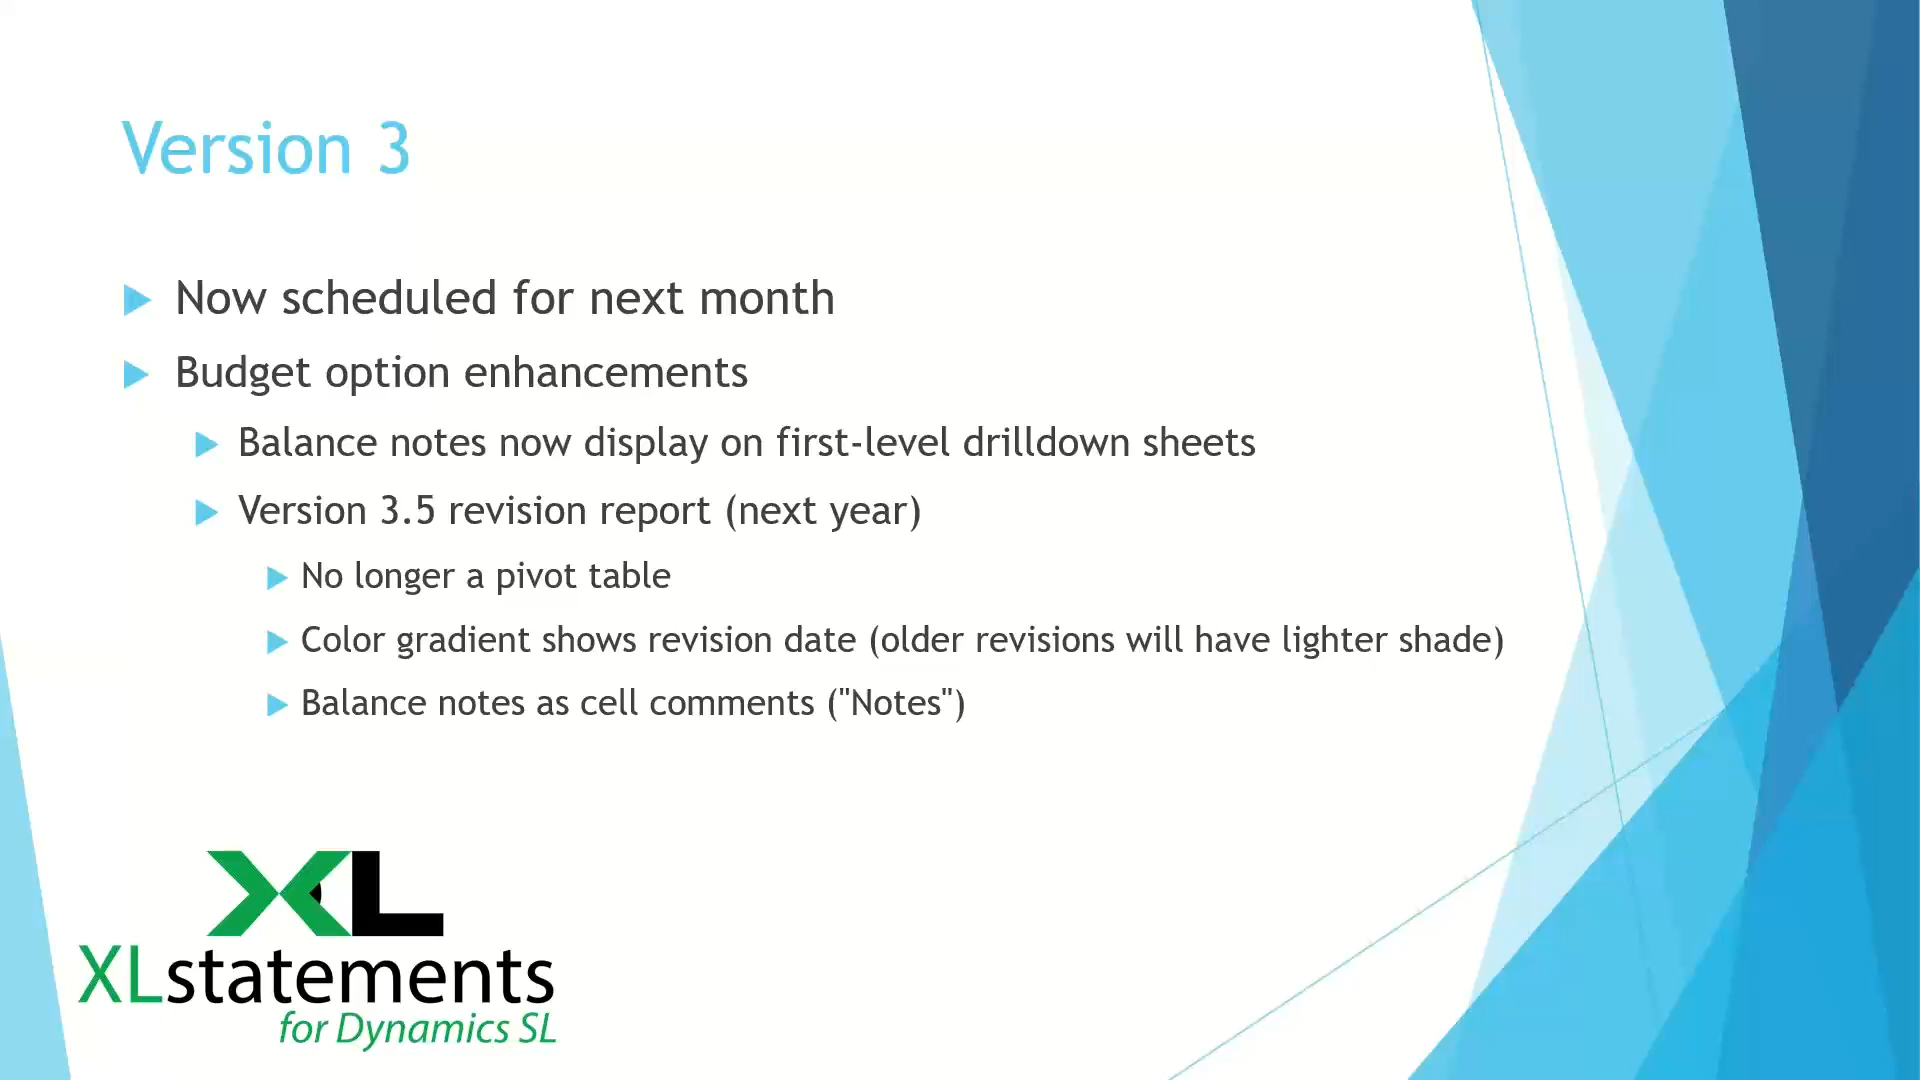 Version 3
Now scheduled for next month
Budget option enhancements
Balance notes now display on first-level drilldown sheets
Version 3.5 revision report (next year)
No longer a pivot table
Color gradient shows revision date (older revisions will have lighter shade)
Balance notes as cell comments ("Notes")
XL
XLstatements
for Dynamics SL